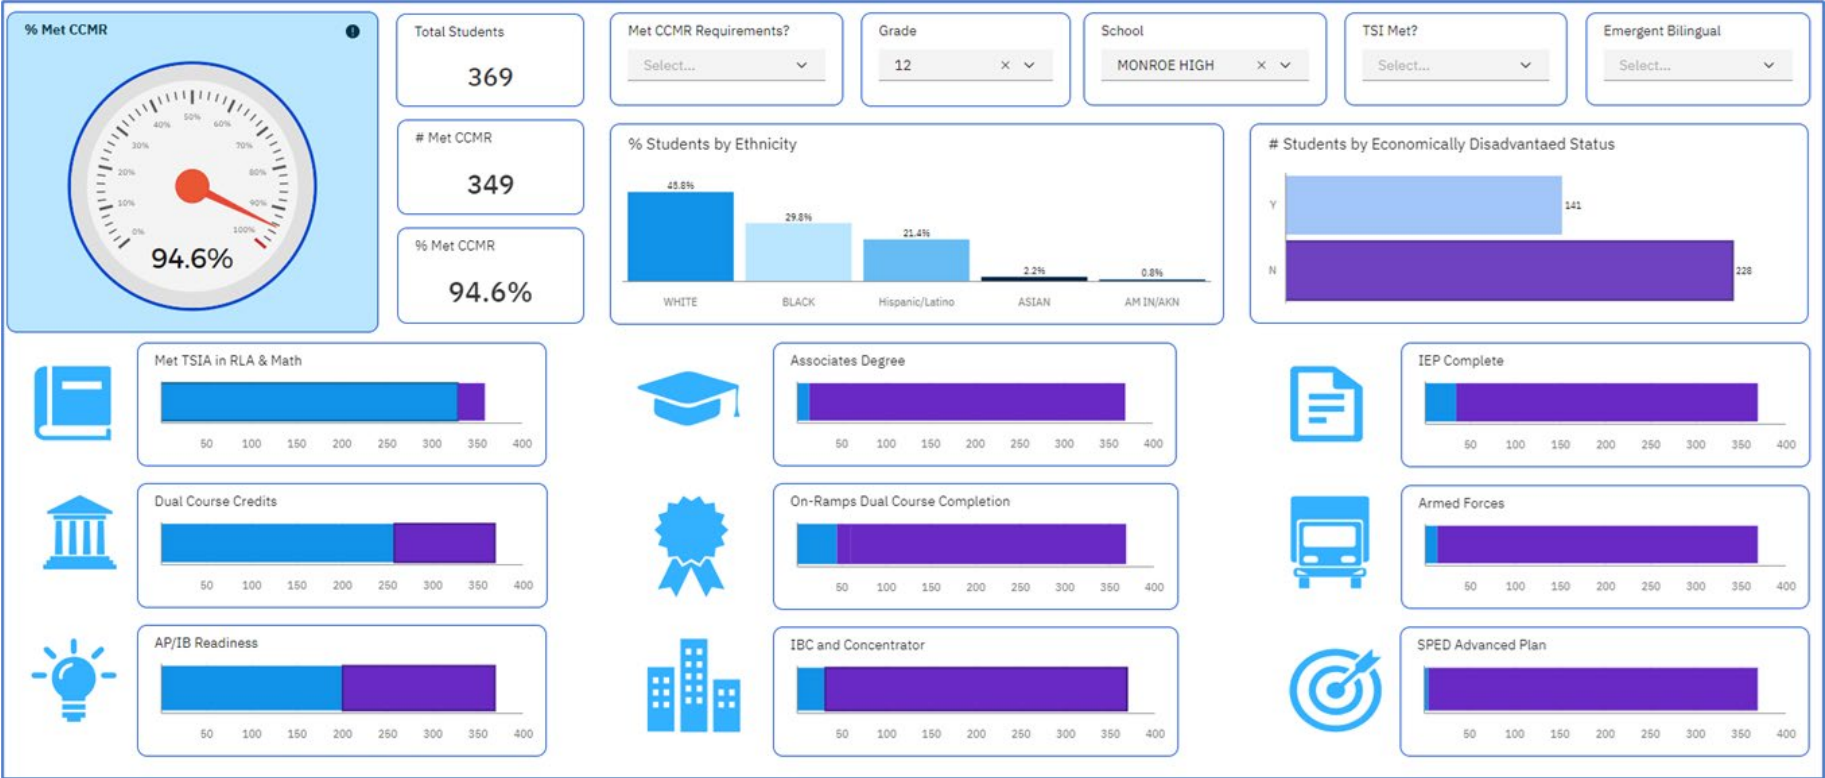 % Met CCMR
0%
10%
20%
30%
40%
50%
60%
70%
80%
90%
100%
94.6%
Total Students
369
# Met CCMR
349
% Met CCMR
94.6%
Met CCMR Requirements?
Select...
Grade
12
School
MONROE HIGH
TSI Met?
Select...
Emergent Bilingual
Select...
% Students by Ethnicity
45.8% 29.8% 21.4% 2.2% 0.8%
WHITE BLACK Hispanic/Latino ASIAN AM IN/AKN
# Students by Economically Disadvantaed Status
Y 141
N 228
Met TSIA in RLA & Math
50 100 150 200 250 300 350 400
Associates Degree
50 100 150 200 250 300 350 400
IEP Complete
50 100 150 200 250 300 350 400
Dual Course Credits
50 100 150 200 250 300 350 400
On-Ramps Dual Course Completion
50 100 150 200 250 300 350 400
Armed Forces
50 100 150 200 250 300 350 400
AP/IB Readiness
50 100 150 200 250 300 350 400
IBC and Concentrator
50 100 150 200 250 300 350 400
SPED Advanced Plan
50 100 150 200 250 300 350 400